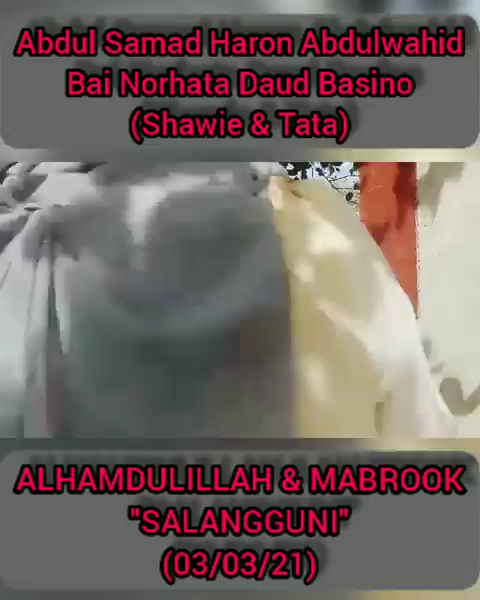 Abdul Samad Haron Abdulwahid
Bai Norhata Daud Basino
(Shawie & Tata)
ALHAMDULILLAH & MABROOK
"SALANGGUNI"
(03/03/21)